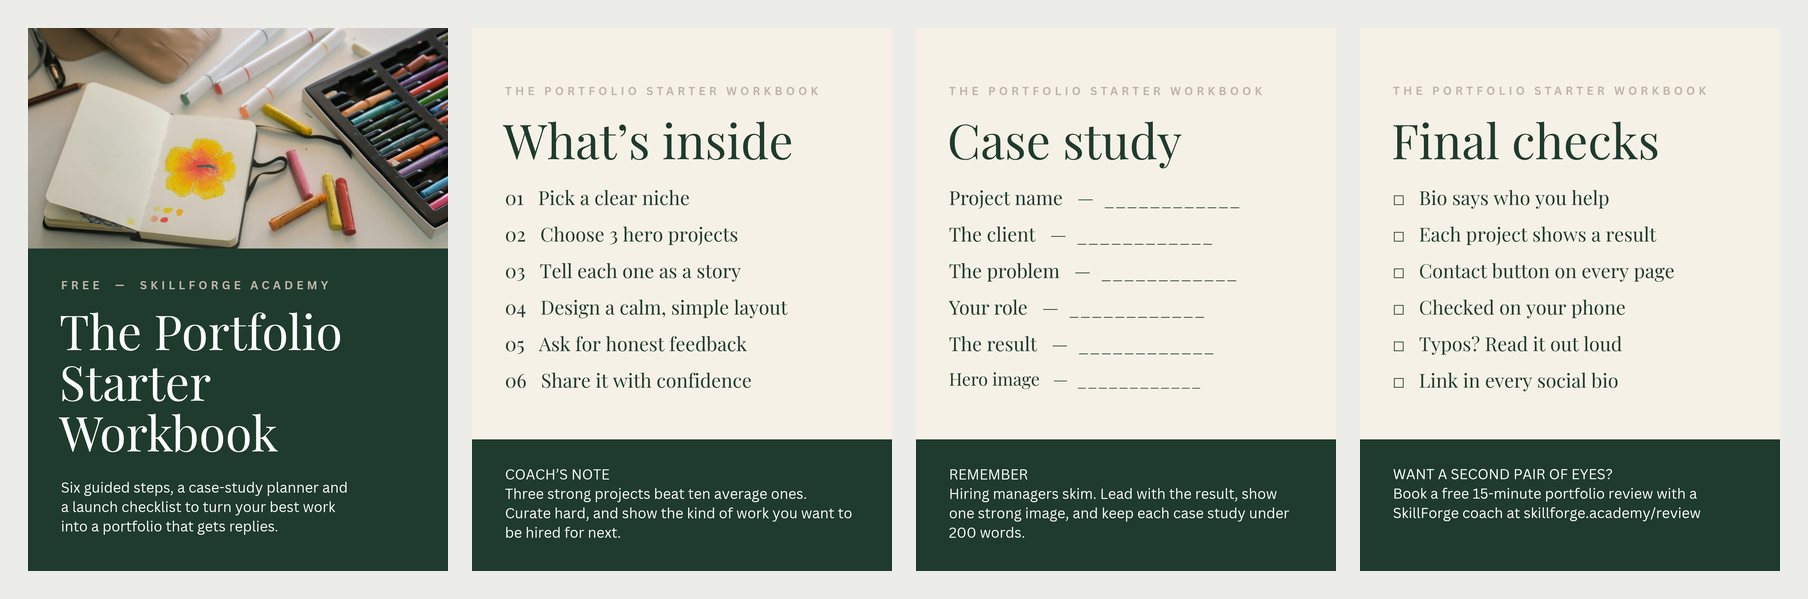 FREE — SKILLFORGE ACADEMY
The Portfolio
Starter
Workbook
Six guided steps, a case-study planner and
a launch checklist to turn your best work
into a portfolio that gets replies.
THE PORTFOLIO STARTER WORKBOOK
What’s inside
01 Pick a clear niche
02 Choose 3 hero projects
03 Tell each one as a story
04 Design a calm, simple layout
05 Ask for honest feedback
06 Share it with confidence
COACH’S NOTE
Three strong projects beat ten average ones.
Curate hard, and show the kind of work you want to
be hired for next.
THE PORTFOLIO STARTER WORKBOOK
Case study
Project name — ____________
The client — ____________
The problem — ____________
Your role — ____________
The result — ____________
Hero image — ____________
REMEMBER
Hiring managers skim. Lead with the result, show
one strong image, and keep each case study under
200 words.
THE PORTFOLIO STARTER WORKBOOK
Final checks
□ Bio says who you help
□ Each project shows a result
□ Contact button on every page
□ Checked on your phone
□ Typos? Read it out loud
□ Link in every social bio
WANT A SECOND PAIR OF EYES?
Book a free 15-minute portfolio review with a
SkillForge coach at skillforge.academy/review